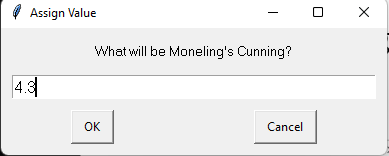 Assign Value
What will be Moneling's Cunning?
4.3
OK Cancel